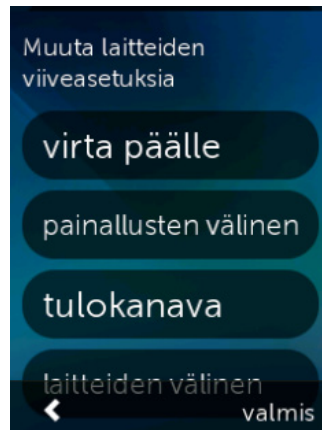 Muuta laitteiden
viiveasetuksia
virta päälle
painallusten välinen
tulokanava
laitteiden välinen
valmis